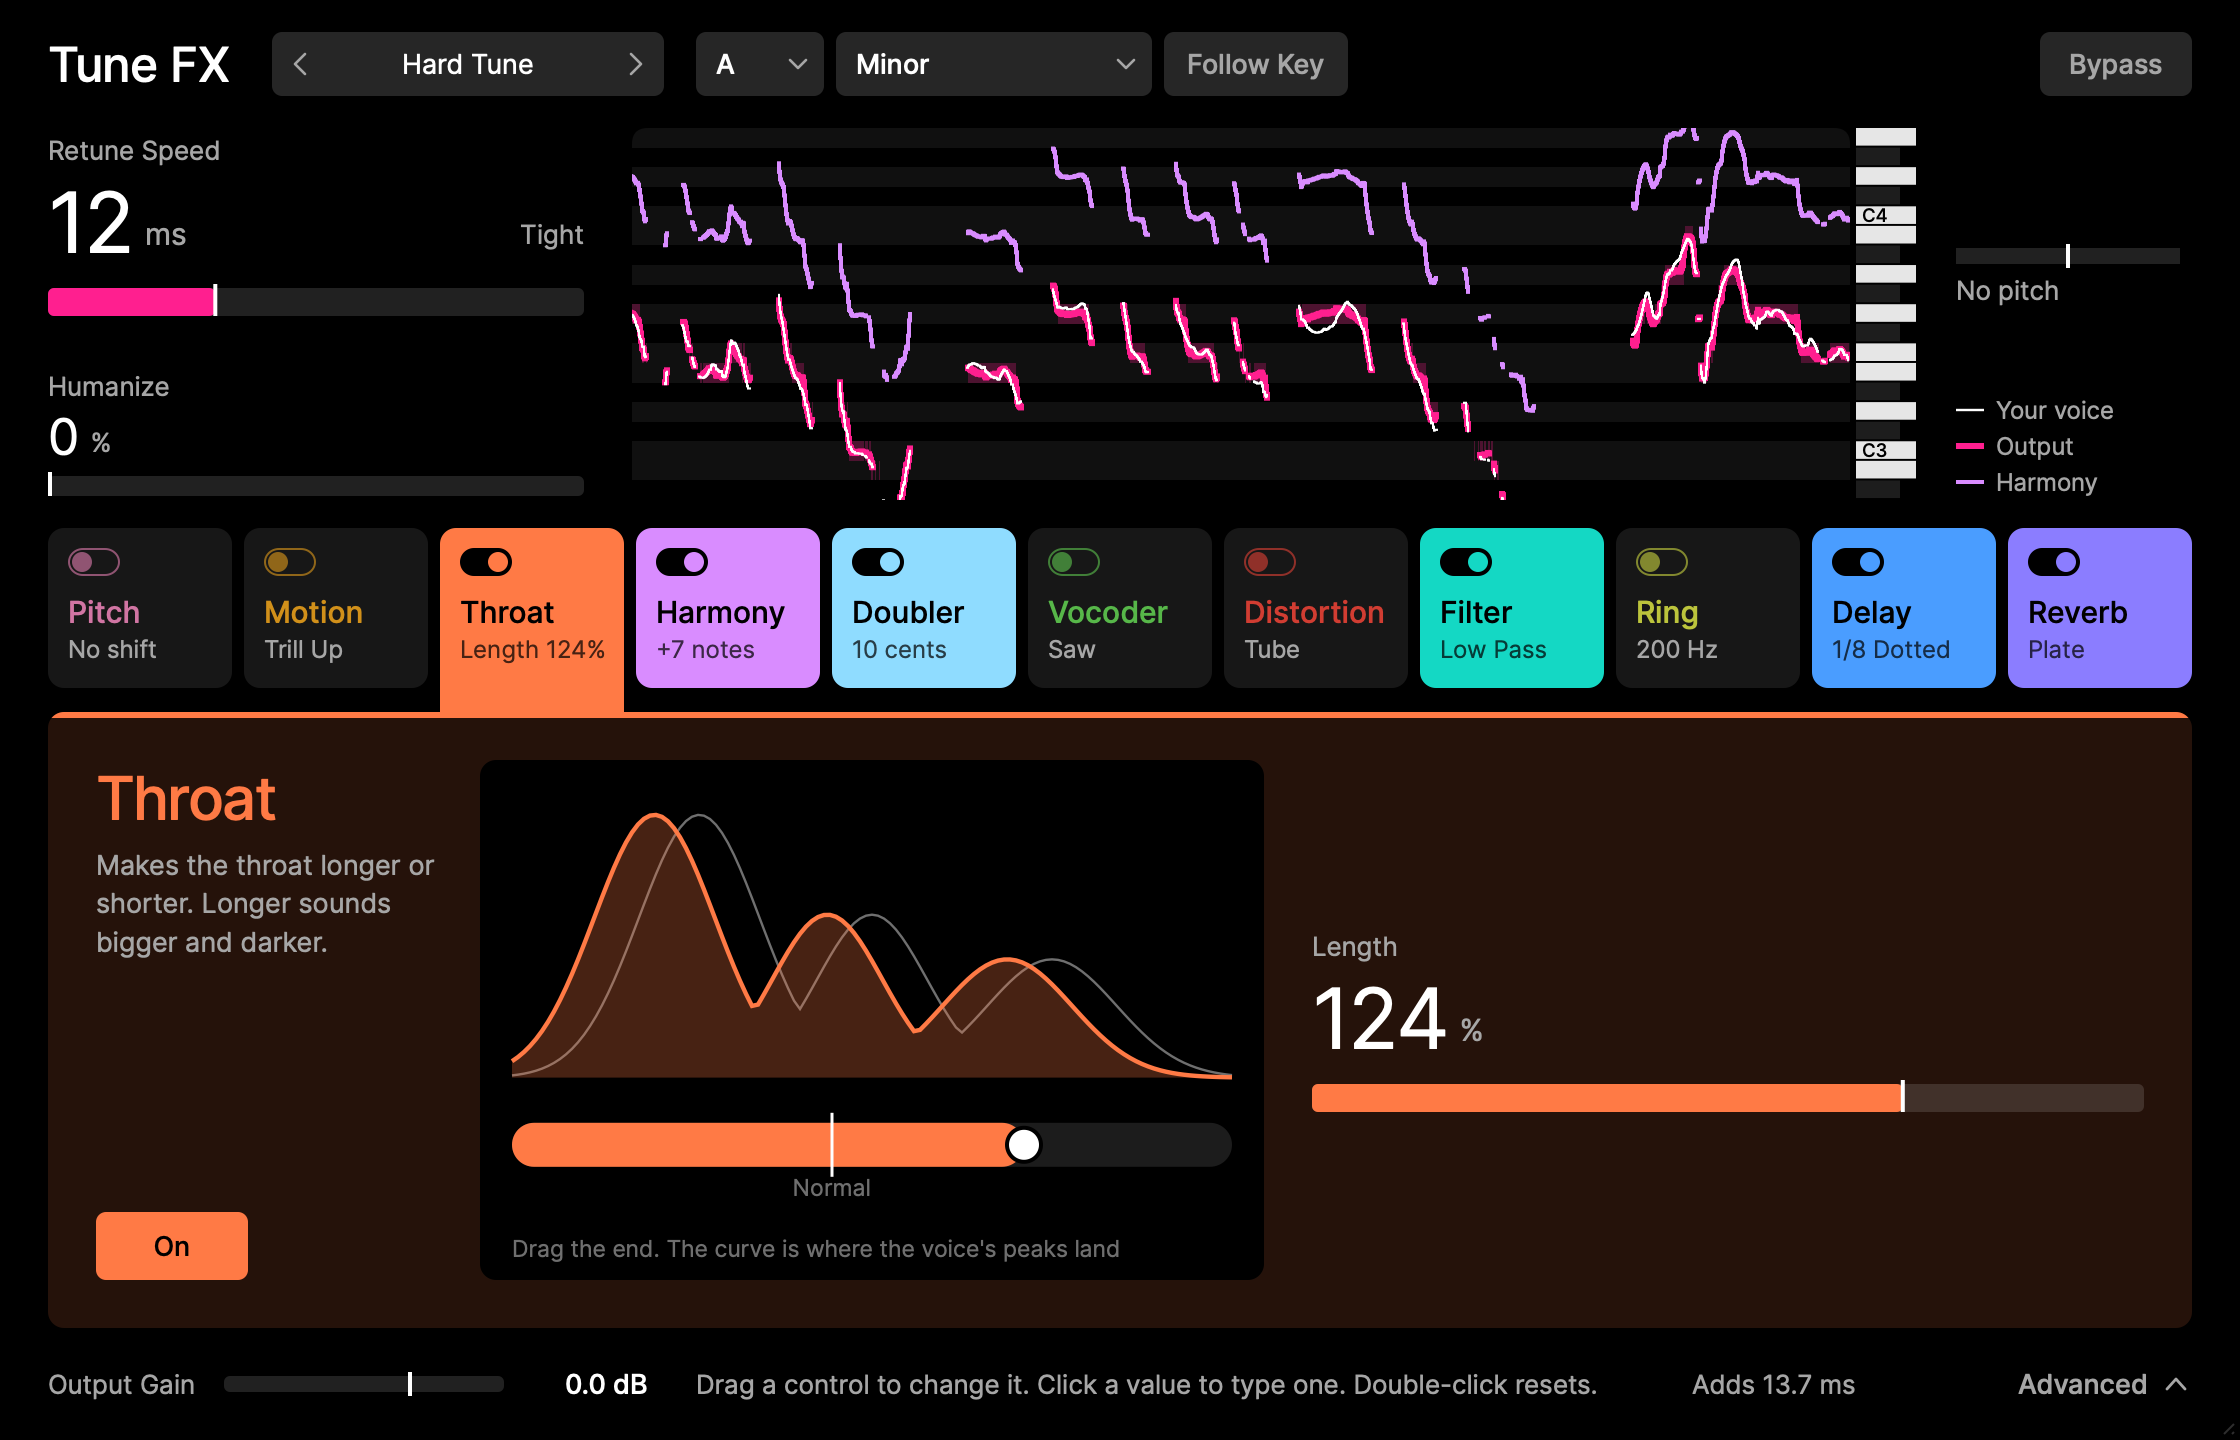 Tune FX
Hard Tune
A
Minor
Follow Key
Bypass
Retune Speed
12 ms
Tight
Humanize
0 %
C4
C3
No pitch
Your voice
Output
Harmony
Pitch
No shift
Motion
Trill Up
Throat
Length 124%
Harmony
+7 notes
Doubler
10 cents
Vocoder
Saw
Distortion
Tube
Filter
Low Pass
Ring
200 Hz
Delay
1/8 Dotted
Reverb
Plate
Throat
Makes the throat longer or
shorter. Longer sounds
bigger and darker.
On
Normal
Drag the end. The curve is where the voice's peaks land
Length
124 %
Output Gain
0.0 dB
Drag a control to change it. Click a value to type one. Double-click resets.
Adds 13.7 ms
Advanced